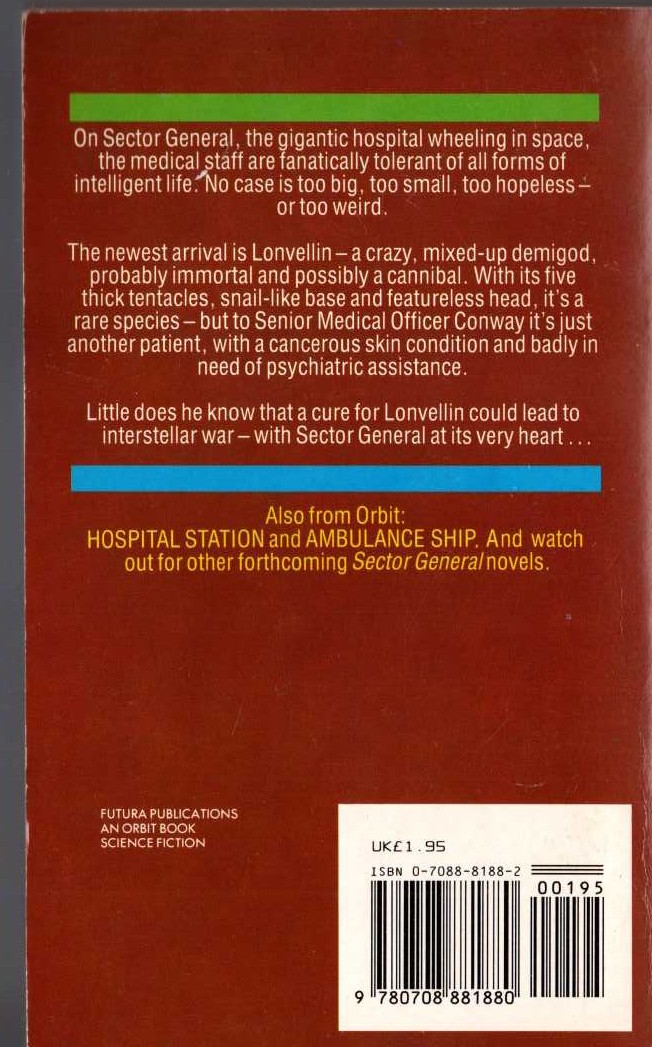 On Sector General, the gigantic hospital wheeling in space,
the medical staff are fanatically tolerant of all forms of
intelligent life. No case is too big, too small, too hopeless –
or too weird.
The newest arrival is Lonvellin – a crazy, mixed-up demigod,
probably immortal and possibly a cannibal. With its five
thick tentacles, snail-like base and featureless head, it's a
rare species – but to Senior Medical Officer Conway it's just
another patient, with a cancerous skin condition and badly in
need of psychiatric assistance.
Little does he know that a cure for Lonvellin could lead to
interstellar war – with Sector General at its very heart ...
Also from Orbit:
HOSPITAL STATION and AMBULANCE SHIP. And watch
out for other forthcoming Sector General novels.
FUTURA PUBLICATIONS
AN ORBIT BOOK
SCIENCE FICTION
UK£1.95
ISBN 0-7088-8188-2
00195
9 780708 881880